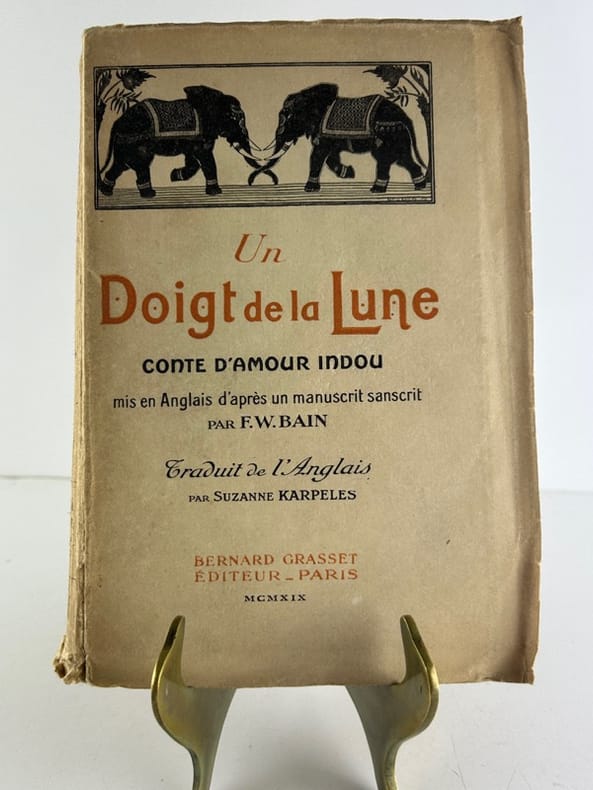 Un
Doigt de la Lune
CONTE D'AMOUR INDOU
mis en Anglais d'après un manuscrit sanscrit
PAR F.W. BAIN
Traduit de l'Anglais
PAR SUZANNE KARPELES
BERNARD GRASSET
ÉDITEUR _ PARIS
MCMXIX